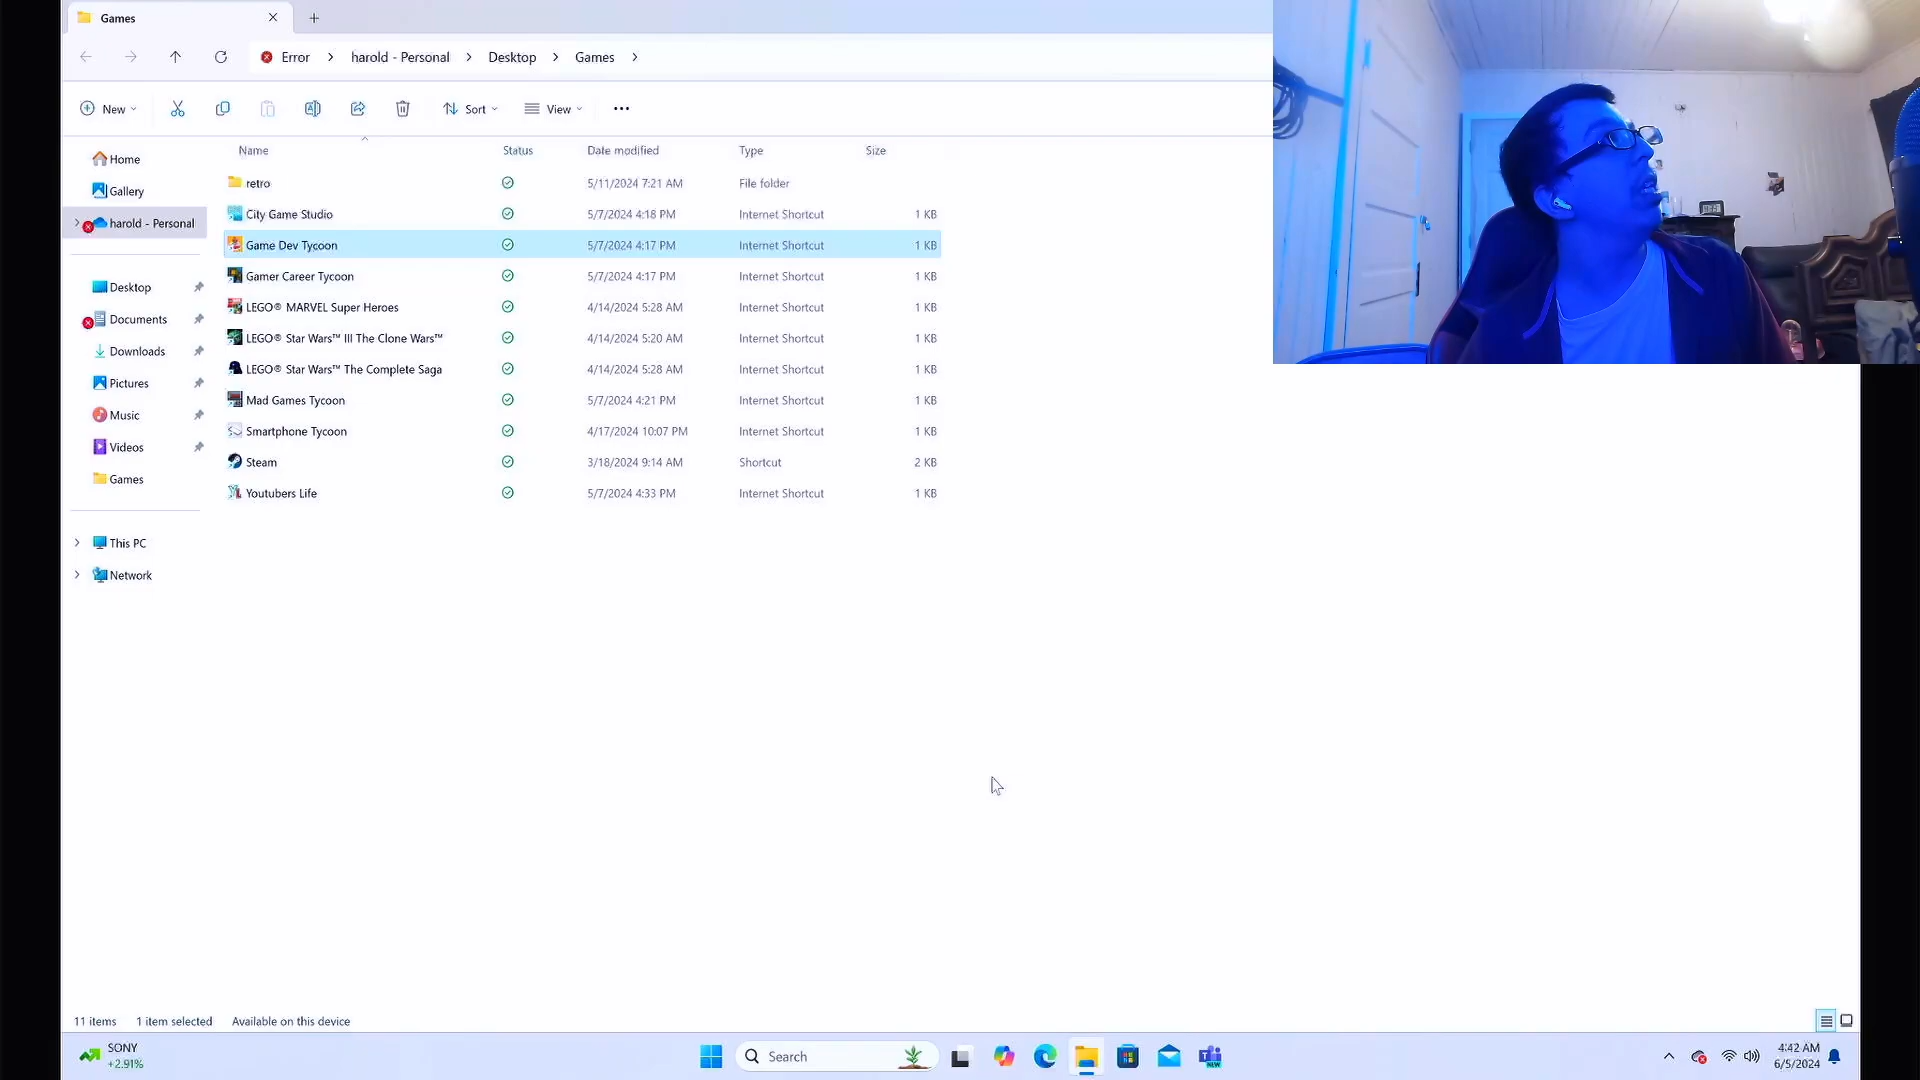 Games
Error > harold - Personal > Desktop > Games >
New Sort View
Name Status Date modified Type Size
Home
Gallery
harold - Personal
Desktop
Documents
Downloads
Pictures
Music
Videos
Games
This PC
Network
retro 5/11/2024 7:21 AM File folder
City Game Studio 5/7/2024 4:18 PM Internet Shortcut 1 KB
Game Dev Tycoon 5/7/2024 4:17 PM Internet Shortcut 1 KB
Gamer Career Tycoon 5/7/2024 4:17 PM Internet Shortcut 1 KB
LEGO® MARVEL Super Heroes 4/14/2024 5:28 AM Internet Shortcut 1 KB
LEGO® Star Wars™ III The Clone Wars™ 4/14/2024 5:20 AM Internet Shortcut 1 KB
LEGO® Star Wars™ The Complete Saga 4/14/2024 5:28 AM Internet Shortcut 1 KB
Mad Games Tycoon 5/7/2024 4:21 PM Internet Shortcut 1 KB
Smartphone Tycoon 4/17/2024 10:07 PM Internet Shortcut 1 KB
Steam 3/18/2024 9:14 AM Shortcut 2 KB
Youtubers Life 5/7/2024 4:33 PM Internet Shortcut 1 KB
11 items 1 item selected Available on this device
SONY
+2.91%
Search
NEW
4:42 AM
6/5/2024